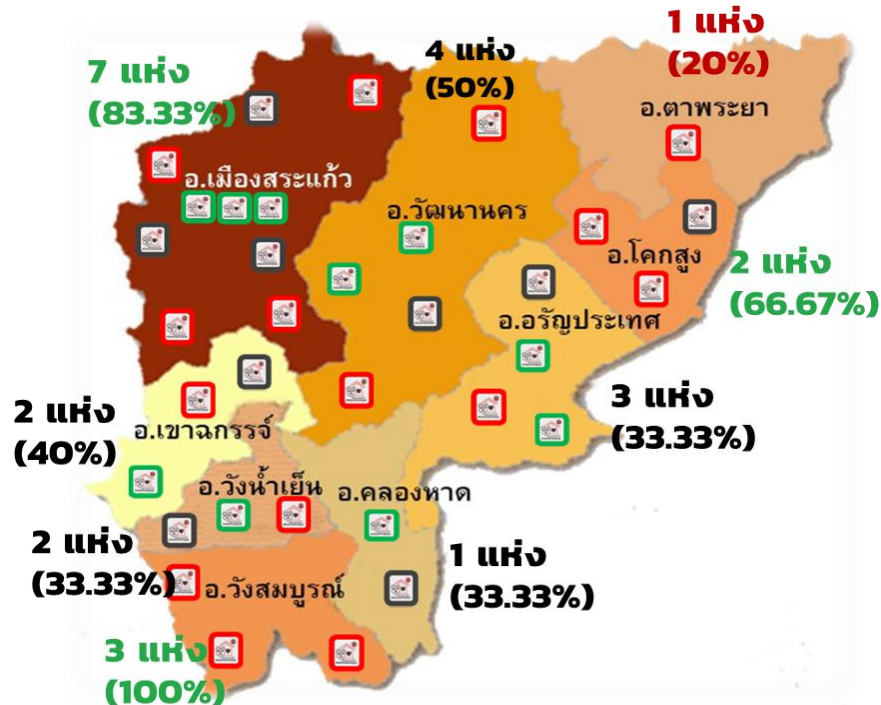 1 แห่ง
(20%)
4 แห่ง
(50%)
7 แห่ง
(83.33%)
อ.ตาพระยา
อ.เมืองสระแก้ว
อ.วัฒนานคร
อ.โคกสูง
2 แห่ง
(66.67%)
อ.อรัญประเทศ
3 แห่ง
(33.33%)
2 แห่ง
(40%)
อ.เขาฉกรรจ์
อ.วังน้ำเย็น
อ.คลองหาด
2 แห่ง
(33.33%)
1 แห่ง
(33.33%)
อ.วังสมบูรณ์
3 แห่ง
(100%)